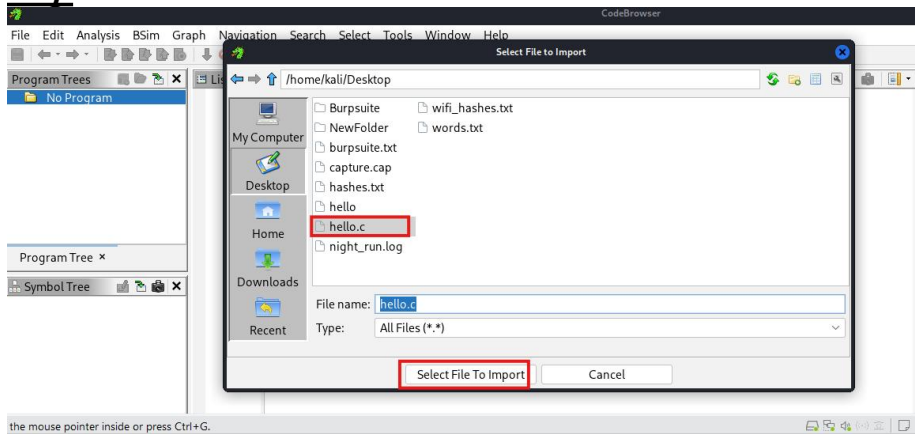 CodeBrowser
File Edit Analysis BSim Graph Navigation Search Select Tools Window Help
Select File to Import
Program Trees
No Program
/home/kali/Desktop
My Computer
Desktop
Home
Downloads
Recent
Burpsuite
NewFolder
burpsuite.txt
capture.cap
hashes.txt
hello
hello.c
night_run.log
wifi_hashes.txt
words.txt
Program Tree ×
Symbol Tree
File name: hello.c
Type: All Files (*.*)
Select File To Import
Cancel
the mouse pointer inside or press Ctrl+G.